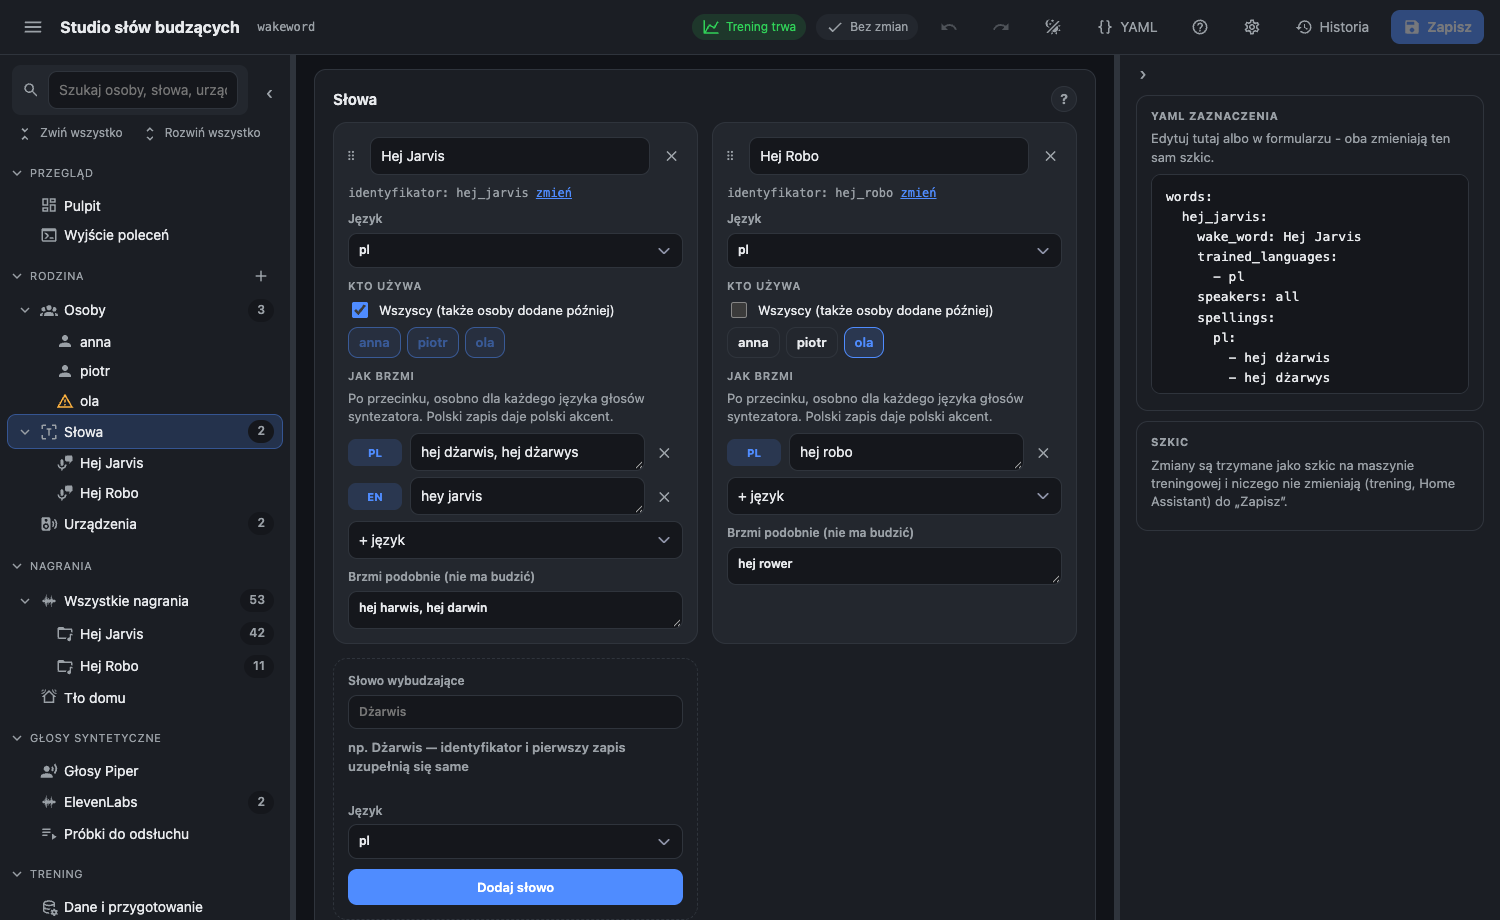 Studio słów budzących
wakeword
Trening trwa
Bez zmian
{} YAML
Historia
Zapisz
Szukaj osoby, słowa, urząd
Zwiń wszystko
Rozwiń wszystko
PRZEGLĄD
Pulpit
Wyjście poleceń
RODZINA
Osoby
3
anna
piotr
ola
Słowa
2
Hej Jarvis
Hej Robo
Urządzenia
2
NAGRANIA
Wszystkie nagrania
53
Hej Jarvis
42
Hej Robo
11
Tło domu
GŁOSY SYNTETYCZNE
Głosy Piper
ElevenLabs
2
Próbki do odsłuchu
TRENING
Dane i przygotowanie
Słowa
?
Hej Jarvis
identyfikator: hej_jarvis zmień
Język
pl
KTO UŻYWA
Wszyscy (także osoby dodane później)
anna piotr ola
JAK BRZMI
Po przecinku, osobno dla każdego języka głosów
syntezatora. Polski zapis daje polski akcent.
PL
hej dżarwis, hej dżarwys
EN
hey jarvis
+ język
Brzmi podobnie (nie ma budzić)
hej harwis, hej darwin
Hej Robo
identyfikator: hej_robo zmień
Język
pl
KTO UŻYWA
Wszyscy (także osoby dodane później)
anna piotr ola
JAK BRZMI
Po przecinku, osobno dla każdego języka głosów
syntezatora. Polski zapis daje polski akcent.
PL
hej robo
+ język
Brzmi podobnie (nie ma budzić)
hej rower
Słowo wybudzające
Dżarwis
np. Dżarwis — identyfikator i pierwszy zapis
uzupełnią się same
Język
pl
Dodaj słowo
YAML ZAZNACZENIA
Edytuj tutaj albo w formularzu - oba zmieniają ten
sam szkic.
words:
hej_jarvis:
wake_word: Hej Jarvis
trained_languages:
- pl
speakers: all
spellings:
pl:
- hej dżarwis
- hej dżarwys
SZKIC
Zmiany są trzymane jako szkic na maszynie
treningowej i niczego nie zmieniają (trening, Home
Assistant) do „Zapisz”.